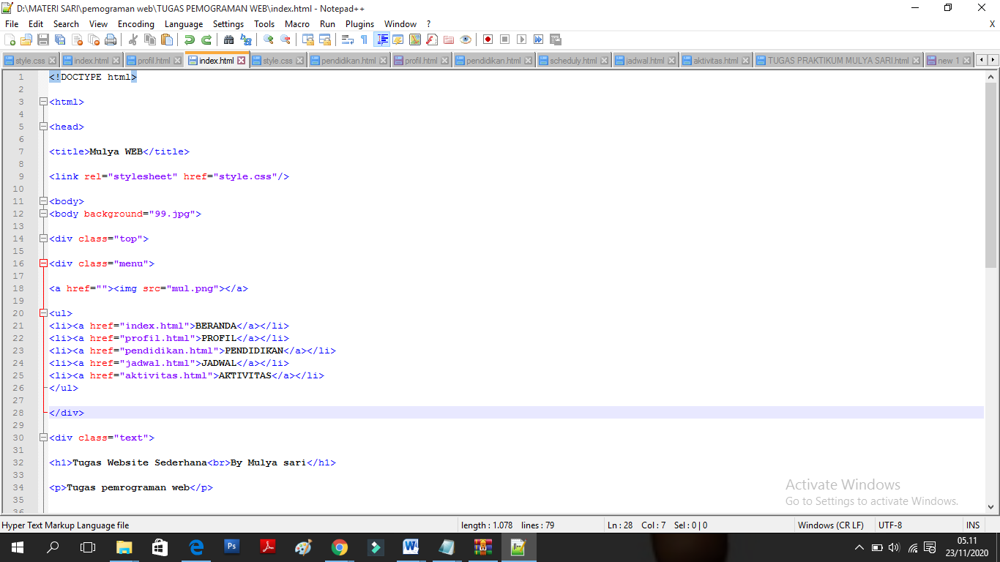 D:\MATERI SARI\pemograman web\TUGAS PEMOGRAMAN WEB\index.html - Notepad++
File Edit Search View Encoding Language Settings Tools Macro Run Plugins Window ? X
style.css index.html profil.html index.html style.css pendidikan.html profil.html pendidikan.html scheduly.html jadwal.html aktivitas.html TUGAS PRAKTIKUM MULYA SARI.html new 1
1 <!DOCTYPE html>
2
3 <html>
4
5 <head>
6
7 <title>Mulya WEB</title>
8
9 <link rel="stylesheet" href="style.css"/>
10
11 <body>
12 <body background="99.jpg">
13
14 <div class="top">
15
16 <div class="menu">
17
18 <a href=""><img src="mul.png"></a>
19
20 <ul>
21 <li><a href="index.html">BERANDA</a></li>
22 <li><a href="profil.html">PROFIL</a></li>
23 <li><a href="pendidikan.html">PENDIDIKAN</a></li>
24 <li><a href="jadwal.html">JADWAL</a></li>
25 <li><a href="aktivitas.html">AKTIVITAS</a></li>
26 </ul>
27
28 </div>
29
30 <div class="text">
31
32 <h1>Tugas Website Sederhana<br>By Mulya sari</h1>
33
34 <p>Tugas pemrograman web</p>
35
36
Activate Windows
Go to Settings to activate Windows.
Hyper Text Markup Language file length : 1.078 lines : 79 Ln : 28 Col : 7 Sel : 0 | 0 Windows (CR LF) UTF-8 INS
05.11
23/11/2020